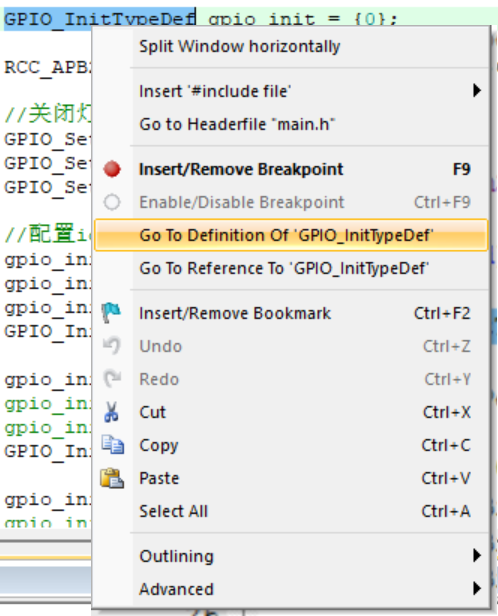 GPIO_InitTypeDef gpio_init = {0};
Split Window horizontally
RCC_APB
Insert '#include file'
//关闭灯
Go to Headerfile "main.h"
GPIO_Se
GPIO_Se
Insert/Remove Breakpoint F9
GPIO_Se
Enable/Disable Breakpoint Ctrl+F9
//配置io
Go To Definition Of 'GPIO_InitTypeDef'
gpio_in
Go To Reference To 'GPIO_InitTypeDef'
gpio_in
gpio_in
Insert/Remove Bookmark Ctrl+F2
GPIO_In
Undo Ctrl+Z
gpio_in
Redo Ctrl+Y
gpio_in
Cut Ctrl+X
gpio_in
GPIO_In
Copy Ctrl+C
Paste Ctrl+V
gpio_in
Select All Ctrl+A
gpio_in
Outlining
Advanced